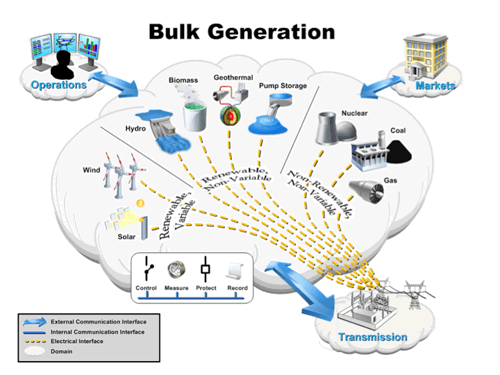 Bulk Generation
Operations
Markets
Biomass
Geothermal
Pump Storage
Hydro
Nuclear
Coal
Gas
Wind
Solar
Renewable,
Variable
Renewable,
Non-Variable
Non-Renewable,
Non-Variable
Control
Measure
Protect
Record
Transmission
External Communication Interface
Internal Communication Interface
Electrical Interface
Domain